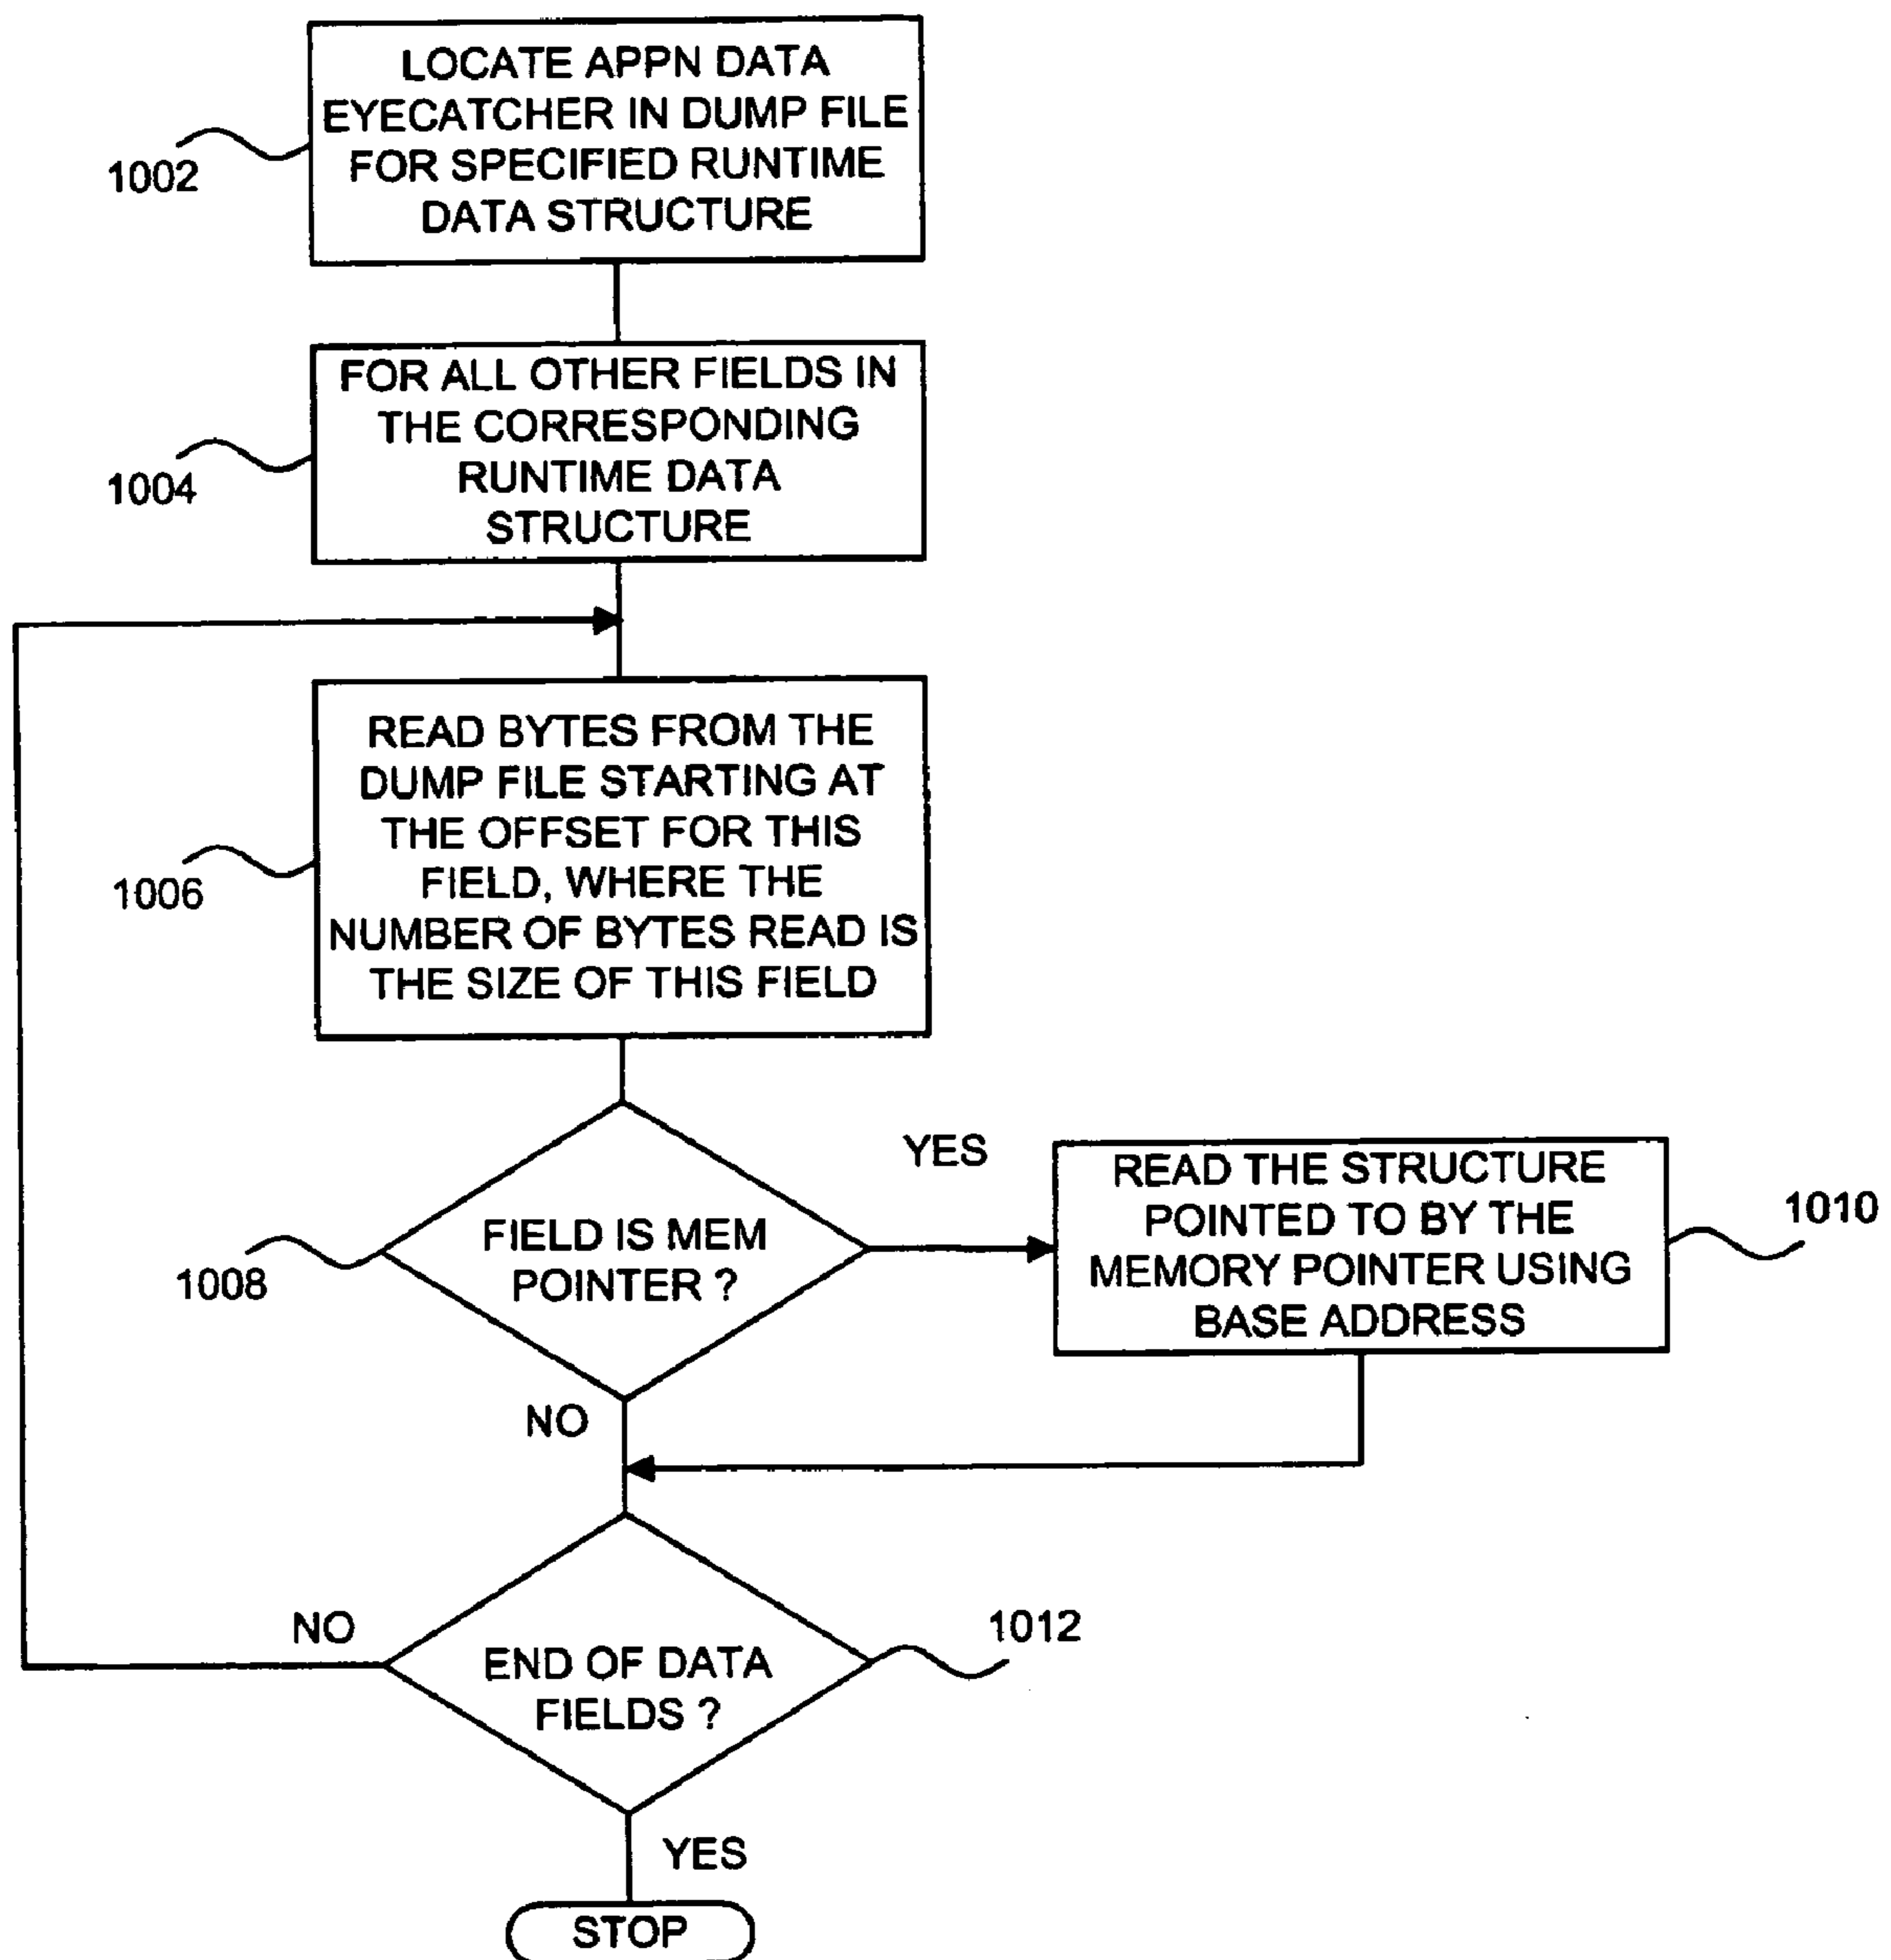 LOCATE APPN DATA
EYECATCHER IN DUMP FILE
FOR SPECIFIED RUNTIME
DATA STRUCTURE
1002
FOR ALL OTHER FIELDS IN
THE CORRESPONDING
RUNTIME DATA
STRUCTURE
1004
READ BYTES FROM THE
DUMP FILE STARTING AT
THE OFFSET FOR THIS
FIELD, WHERE THE
NUMBER OF BYTES READ IS
THE SIZE OF THIS FIELD
1006
FIELD IS MEM
POINTER ?
1008
YES
READ THE STRUCTURE
POINTED TO BY THE
MEMORY POINTER USING
BASE ADDRESS
1010
NO
END OF DATA
FIELDS ?
1012
NO
YES
STOP